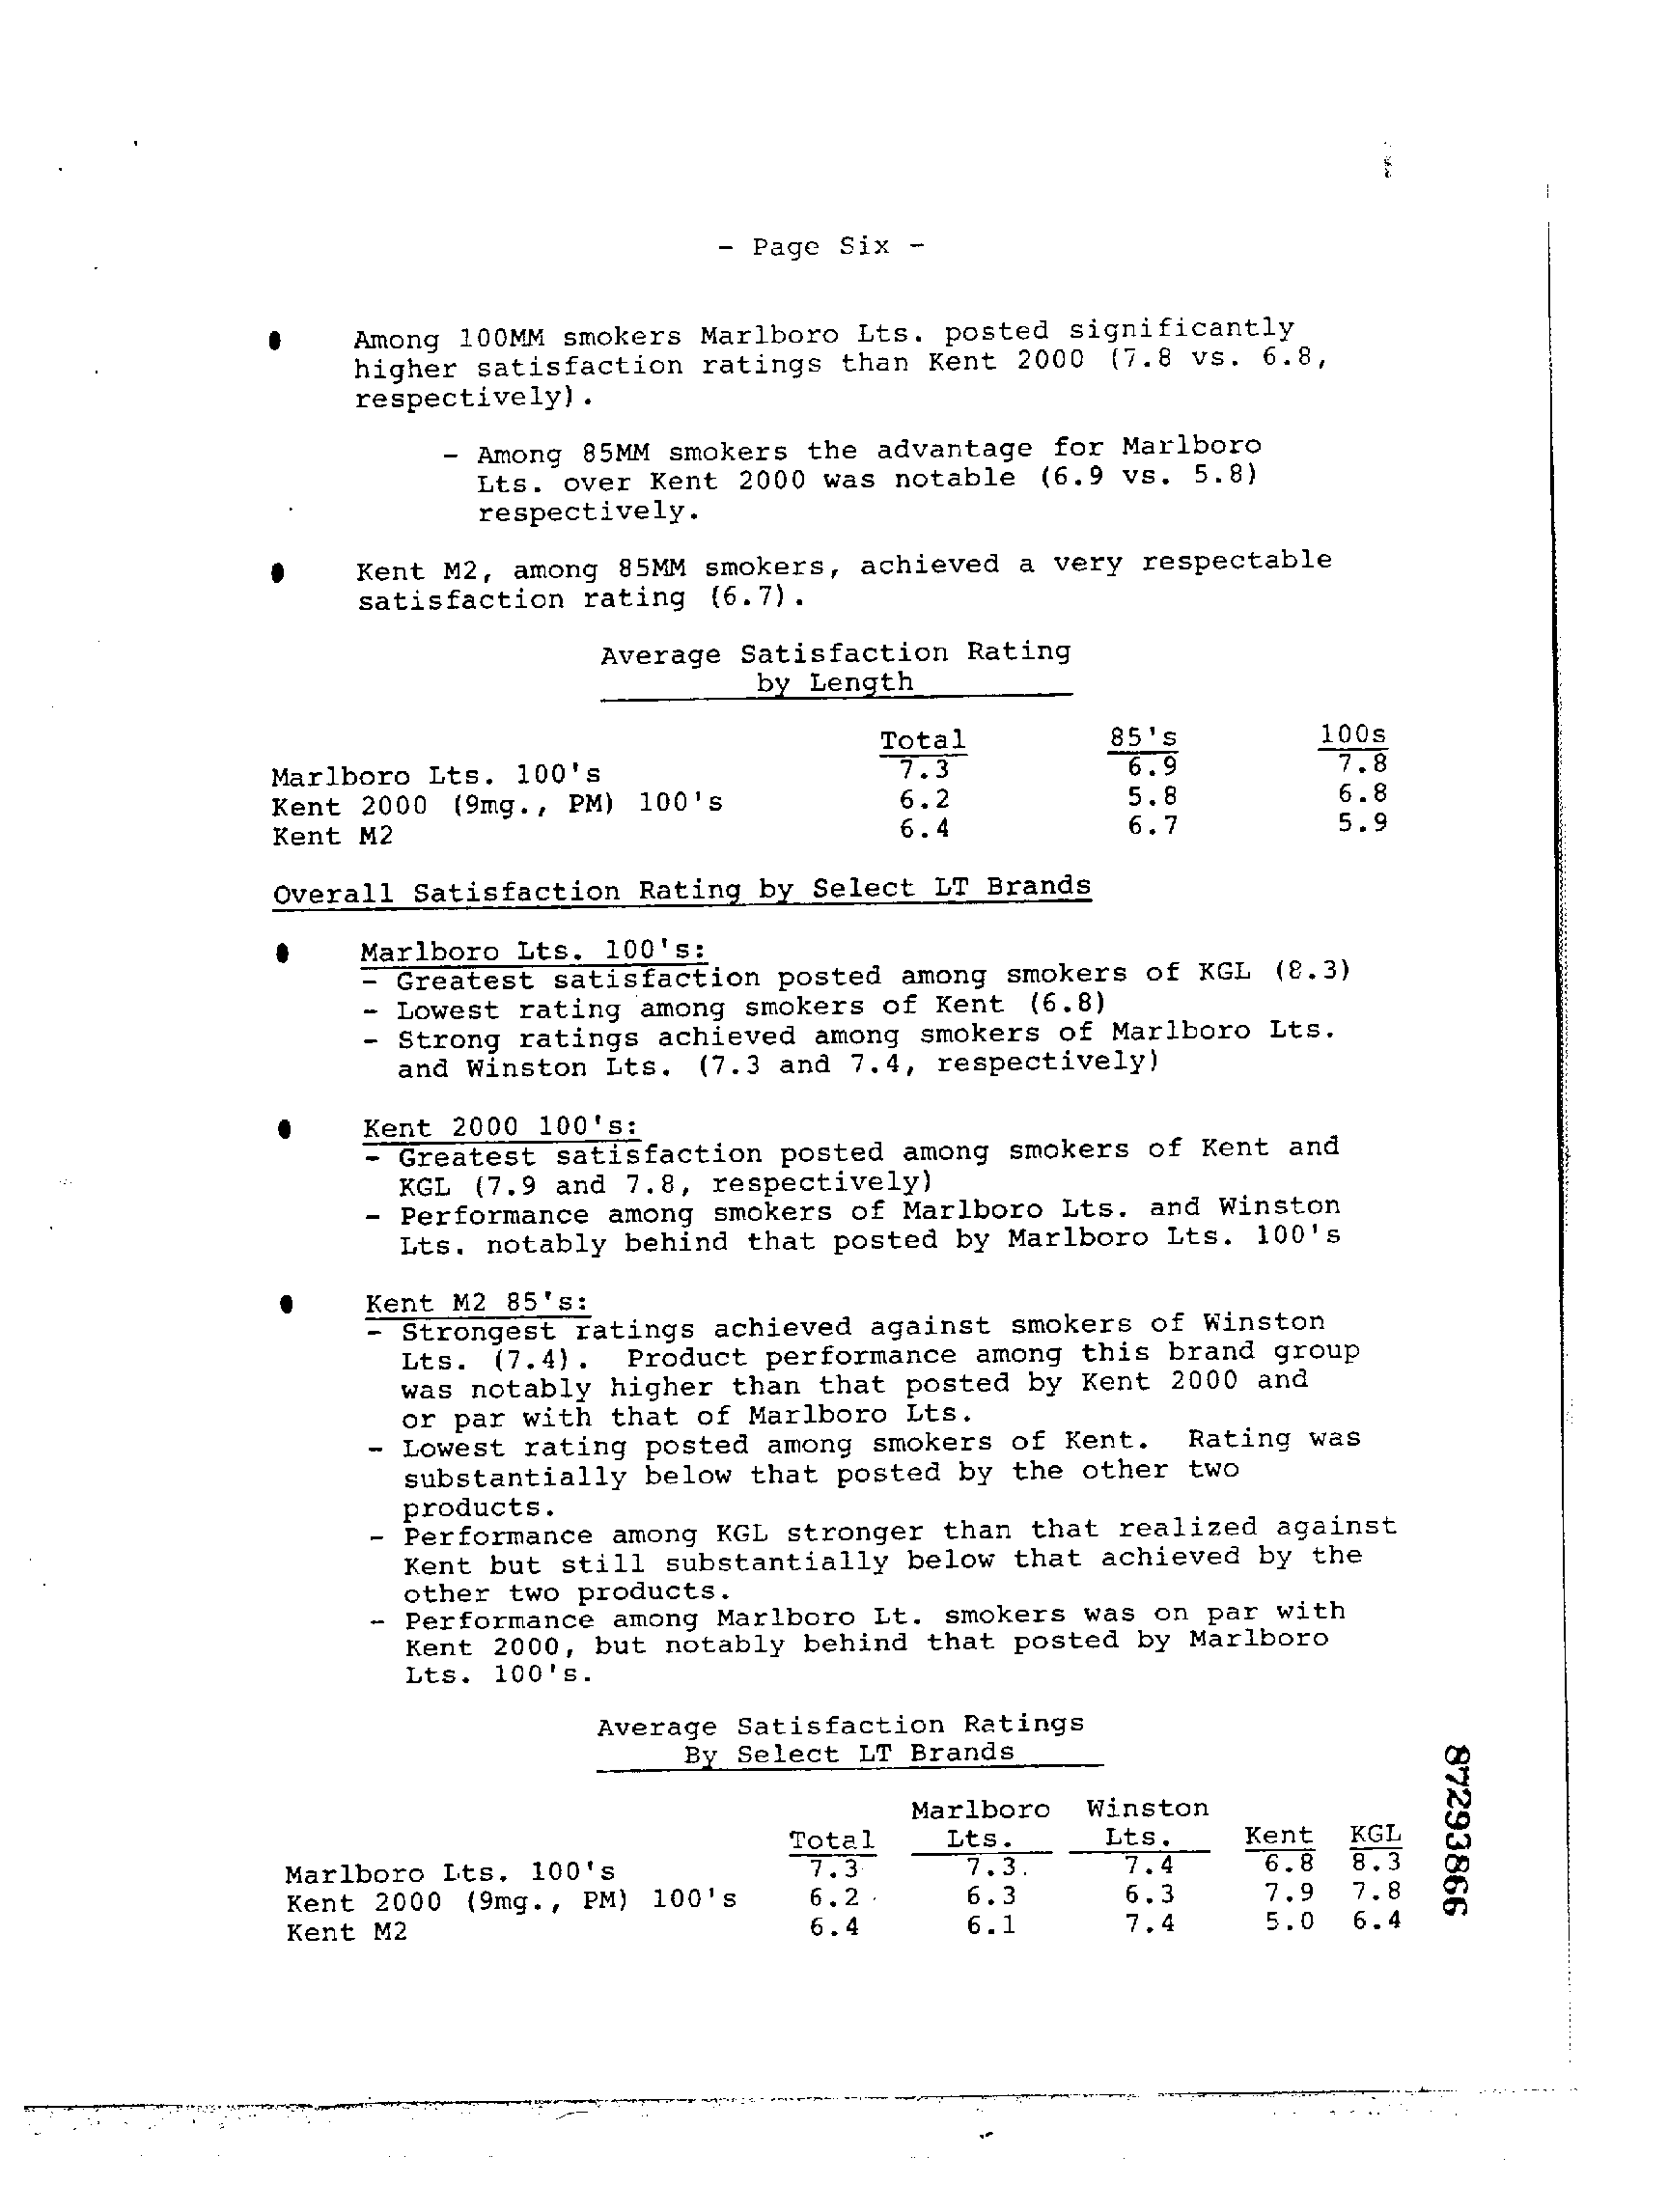 - Page Six -
Among 100MM smokers Marlboro Lts. posted significantly
higher satisfaction ratings than Kent 2000 (7.8 vs. 6.8,
respectively).
- Among 85MM smokers the advantage for Marlboro
Lts. over Kent 2000 was notable (6.9 vs. 5.8)
respectively.
Kent M2, among 85MM smokers, achieved a very respectable
satisfaction rating (6.7).
Average Satisfaction Rating
by Length
Total 85's 100s
Marlboro Lts. 100's 7.3 6.9 7.8
Kent 2000 (9mg., PM) 100's 6.2 5.8 6.8
Kent M2 6.4 6.7 5.9
Overall Satisfaction Rating by Select LT Brands
Marlboro Lts. 100's:
- Greatest satisfaction posted among smokers of KGL (8.3)
- Lowest rating among smokers of Kent (6.8)
- Strong ratings achieved among smokers of Marlboro Lts.
and Winston Lts. (7.3 and 7.4, respectively)
Kent 2000 100's:
- Greatest satisfaction posted among smokers of Kent and
KGL (7.9 and 7.8, respectively)
- Performance among smokers of Marlboro Lts. and Winston
Lts. notably behind that posted by Marlboro Lts. 100's
Kent M2 85's:
- Strongest ratings achieved against smokers of Winston
Lts. (7.4). Product performance among this brand group
was notably higher than that posted by Kent 2000 and
or par with that of Marlboro Lts.
- Lowest rating posted among smokers of Kent. Rating was
substantially below that posted by the other two
products.
- Performance among KGL stronger than that realized against
Kent but still substantially below that achieved by the
other two products.
- Performance among Marlboro Lt. smokers was on par with
Kent 2000, but notably behind that posted by Marlboro
Lts. 100's.
Average Satisfaction Ratings
By Select LT Brands
Marlboro Winston
Total Lts. Lts. Kent KGL
Marlboro Lts. 100's 7.3 7.3 7.4 6.8 8.3
Kent 2000 (9mg., PM) 100's 6.2 6.3 6.3 7.9 7.8
Kent M2 6.4 6.1 7.4 5.0 6.4
87293866